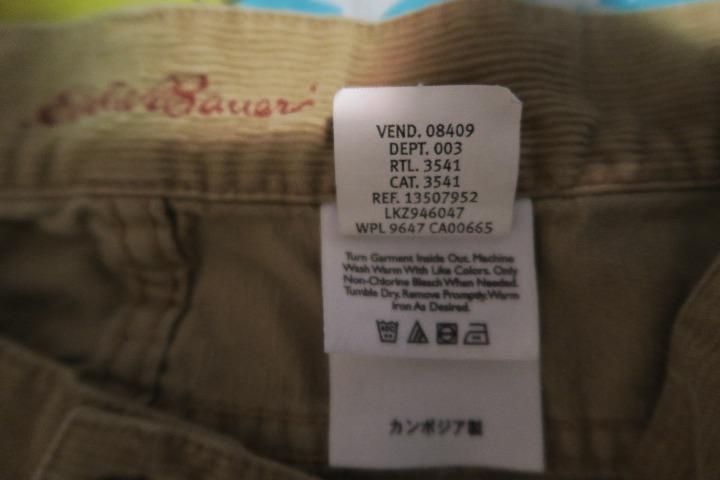 Eddie Bauer
VEND. 08409
DEPT. 003
RTL. 3541
CAT. 3541
REF. 13507952
LKZ946047
WPL 9647 CA00665
Turn Garment Inside Out. Machine
Wash Warm With Like Colors. Only
Non-Chlorine Bleach When Needed.
Tumble Dry, Remove Promptly. Warm
Iron As Desired.
カンボジア製